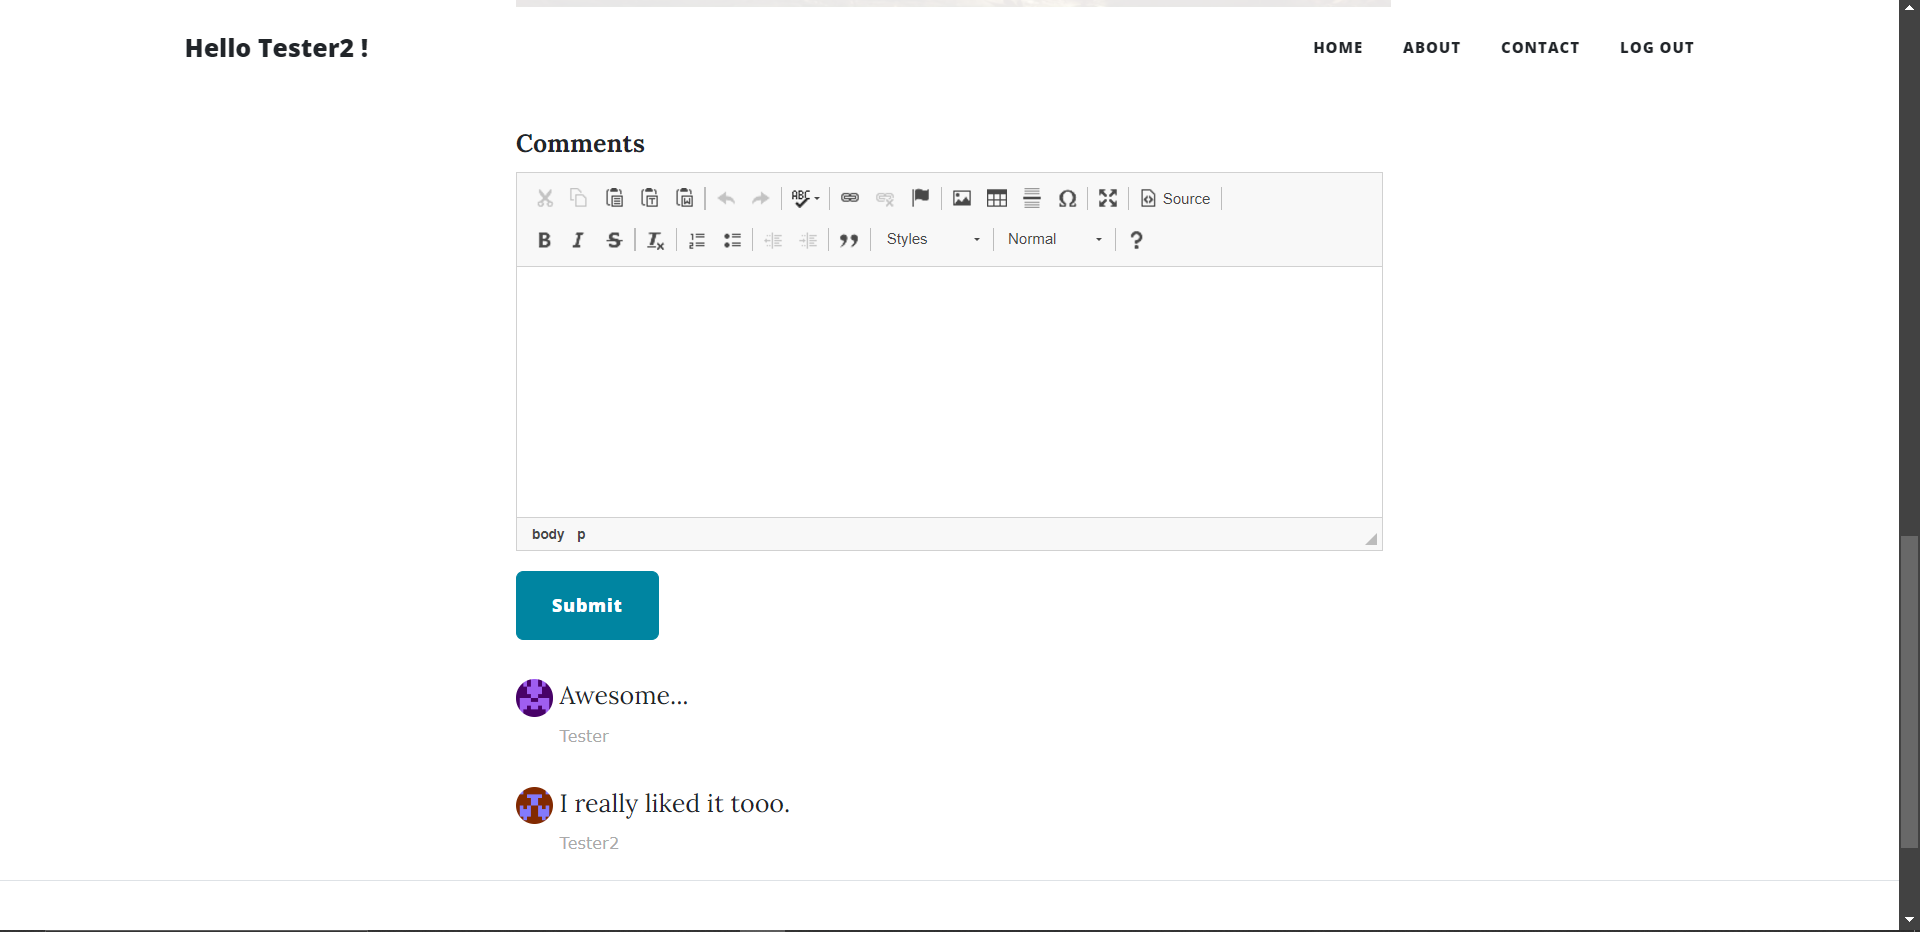 Hello Tester2 !
HOME ABOUT CONTACT LOG OUT
Comments
ABC Source
Styles Normal
body p
Submit
Awesome...
Tester
I really liked it tooo.
Tester2